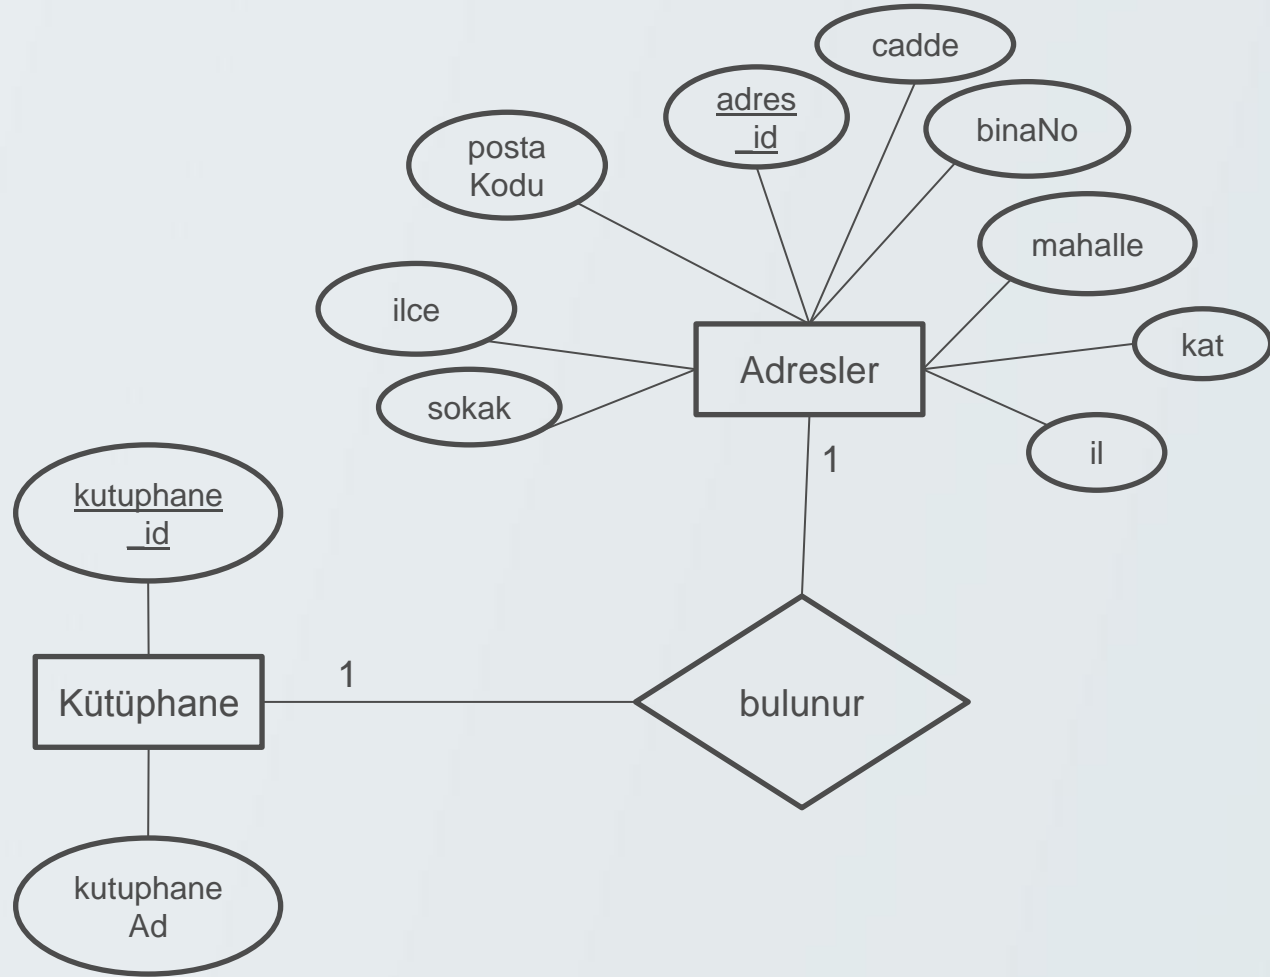 cadde
adres
_id
binaNo
posta
Kodu
mahalle
ilce
kat
Adresler
sokak
il
1
kutuphane
_id
1
Kütüphane
bulunur
kutuphane
Ad